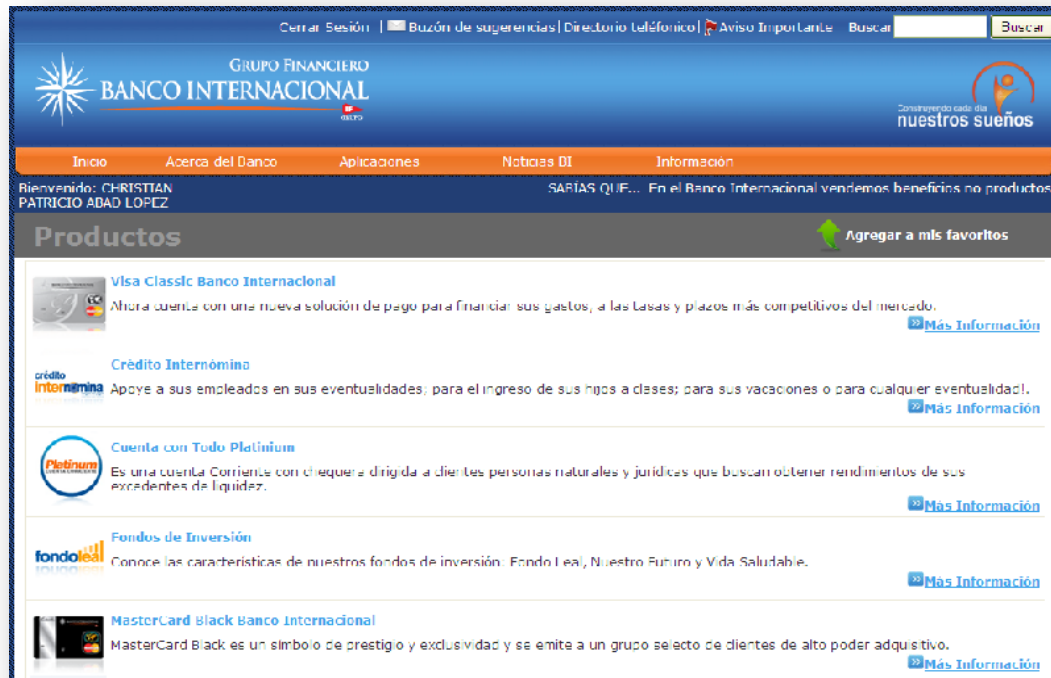 Cerrar Sesión | Buzón de sugerencias| Directorio teléfonico| Aviso Importante Buscar Buscar
GRUPO FINANCIERO
BANCO INTERNACIONAL
GRUPO
Construyendo cada día
nuestros sueños
Inicio Acerca del Banco Aplicaciones Noticias BI Información
Bienvenido: CHRISTIAN
PATRICIO ABAD LOPEZ
SABÍAS QUE... En el Banco Internacional vendemos beneficios no productos
Productos
Agregar a mis favoritos
Visa Classic Banco Internacional
Ahora cuenta con una nueva solución de pago para financiar sus gastos, a las tasas y plazos más competitivos del mercado.
Más Información
Crédito Internómina
crédito
internómina
Apoye a sus empleados en sus eventualidades; para el ingreso de sus hijos a clases; para sus vacaciones o para cualquier eventualidad!.
Más Información
Cuenta con Todo Platinium
Platinum
Es una cuenta Corriente con chequera dirigida a clientes personas naturales y jurídicas que buscan obtener rendimientos de sus
excedentes de liquidez.
Más Información
Fondos de Inversión
fondoleal
Conoce las características de nuestros fondos de inversión: Fondo Leal, Nuestro Futuro y Vida Saludable.
Más Información
MasterCard Black Banco Internacional
MasterCard Black es un símbolo de prestigio y exclusividad y se emite a un grupo selecto de clientes de alto poder adquisitivo.
Más Información